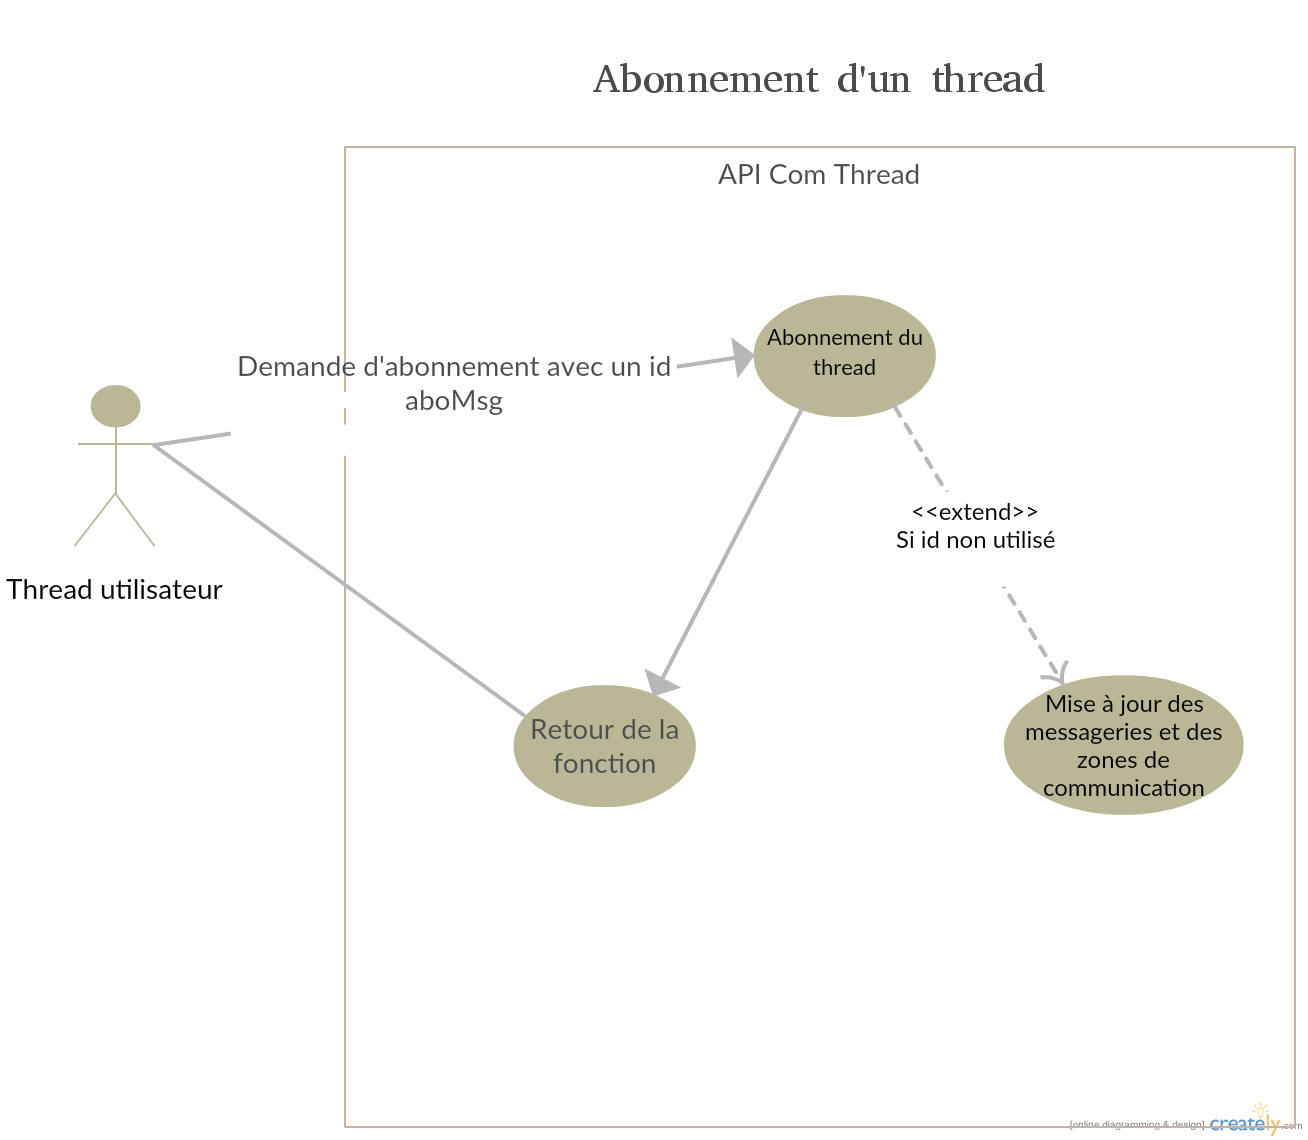 Abonnement d'un thread
API Com Thread
Abonnement du
thread
Demande d'abonnement avec un id
aboMsg
<<extend>>
Si id non utilisé
Thread utilisateur
Retour de la
fonction
Mise à jour des
messageries et des
zones de
communication
[online diagramming & design] creately.com